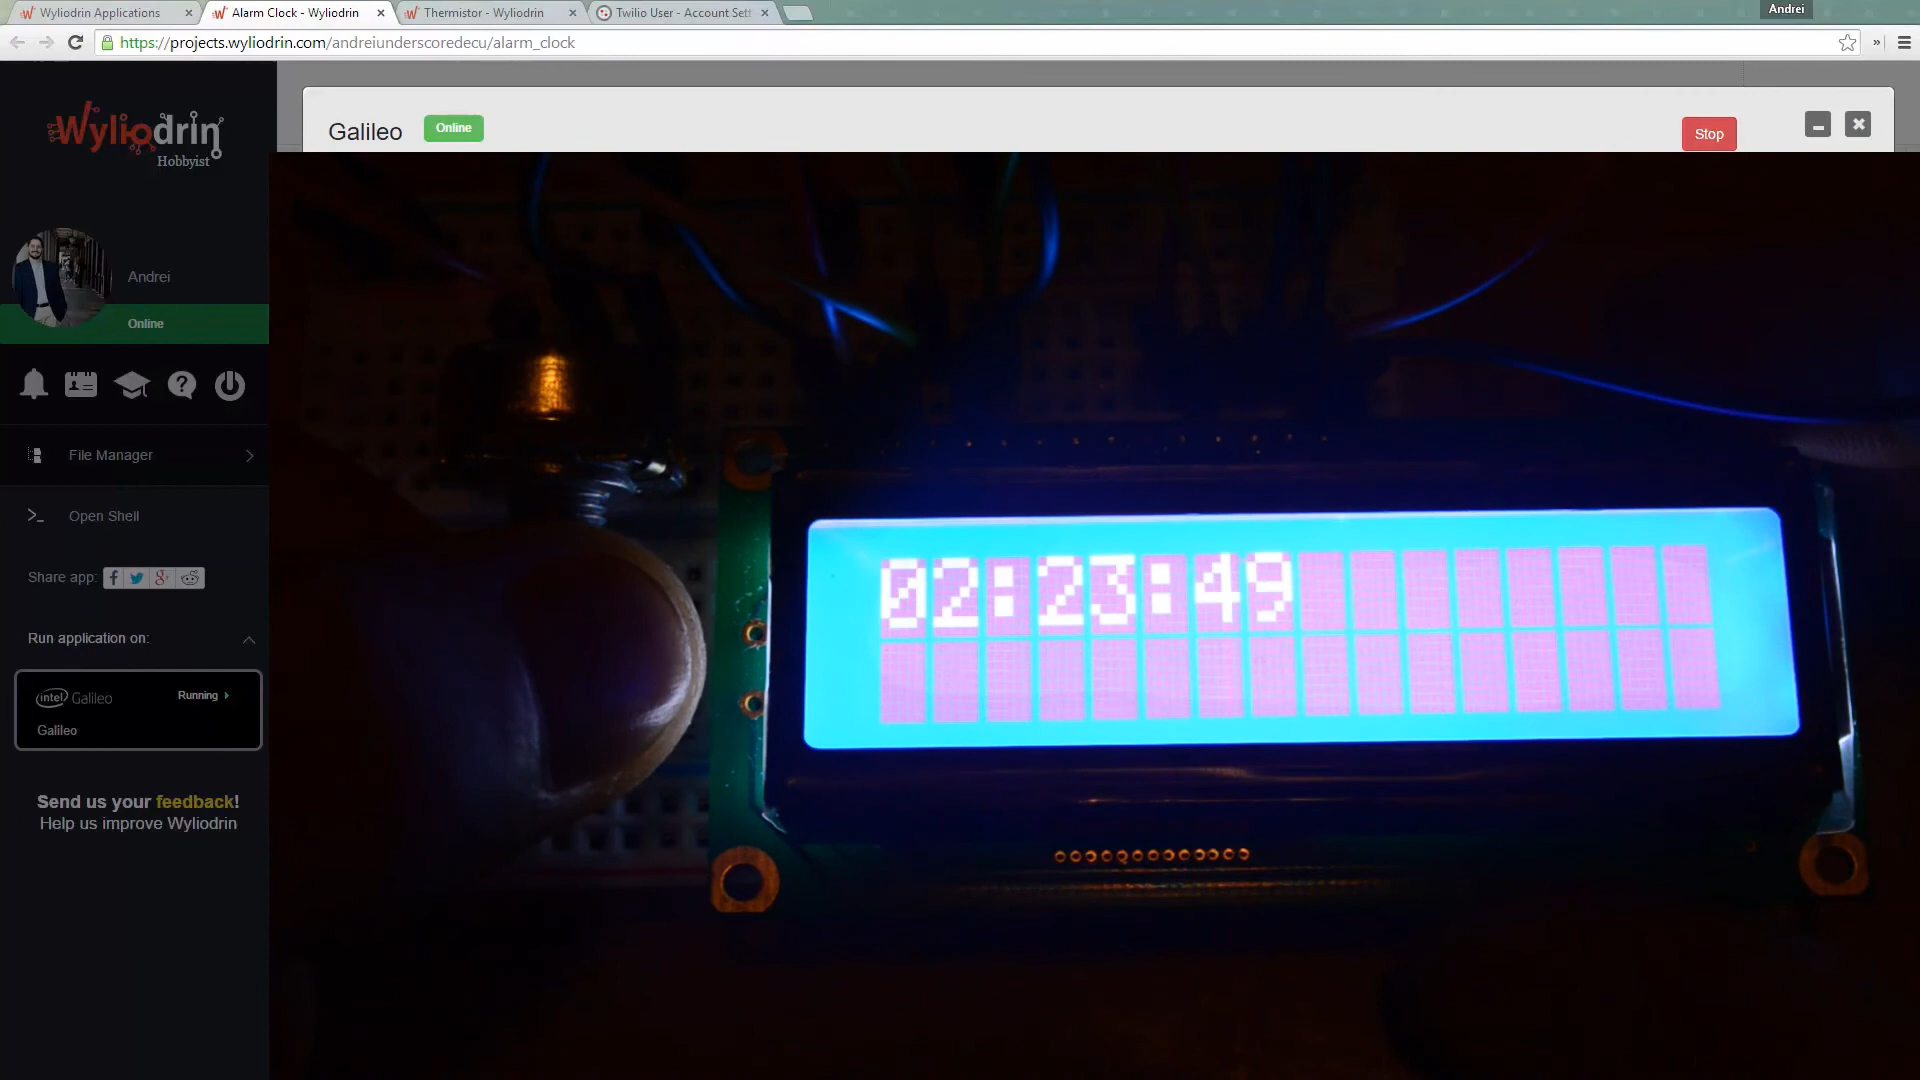 Wyliodrin Applications
Alarm Clock - Wyliodrin
Thermistor - Wyliodrin
Twilio User - Account Sett
Andrei
https://projects.wyliodrin.com/andreiunderscoredecu/alarm_clock
Wyliodrin
Hobbyist
Galileo
Online
Stop
Andrei
Online
File Manager
Open Shell
Share app:
Run application on:
intel Galileo
Running
Galileo
Send us your feedback!
Help us improve Wyliodrin
02:23:49